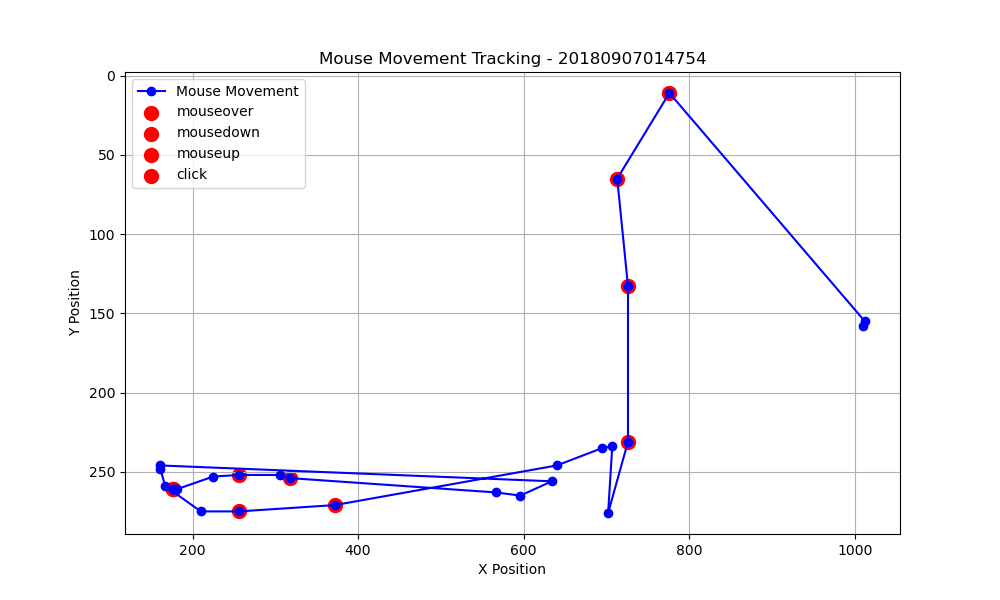 Mouse Movement Tracking - 20180907014754
Mouse Movement
mouseover
mousedown
mouseup
click
0
50
100
150
200
250
Y Position
200
400
600
800
1000
X Position